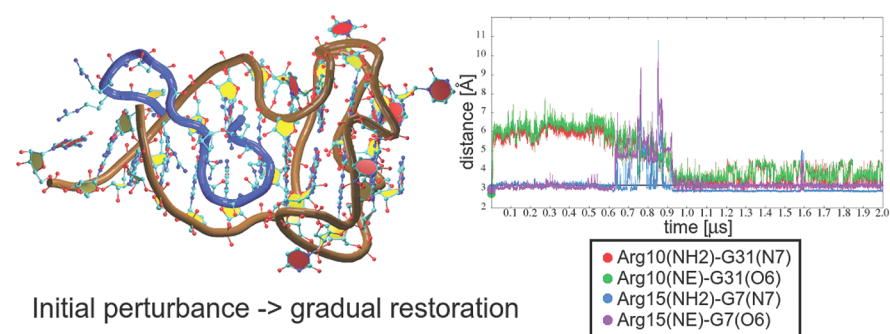 11
10
9
8
7
6
5
4
3
2
distance [Å]
0.1 0.2 0.3 0.4 0.5 0.6 0.7 0.8 0.9 1.0 1.1 1.2 1.3 1.4 1.5 1.6 1.7 1.8 1.9 2.0
time [µs]
Arg10(NH2)-G31(N7)
Arg10(NE)-G31(O6)
Arg15(NH2)-G7(N7)
Arg15(NE)-G7(O6)
Initial perturbance -> gradual restoration